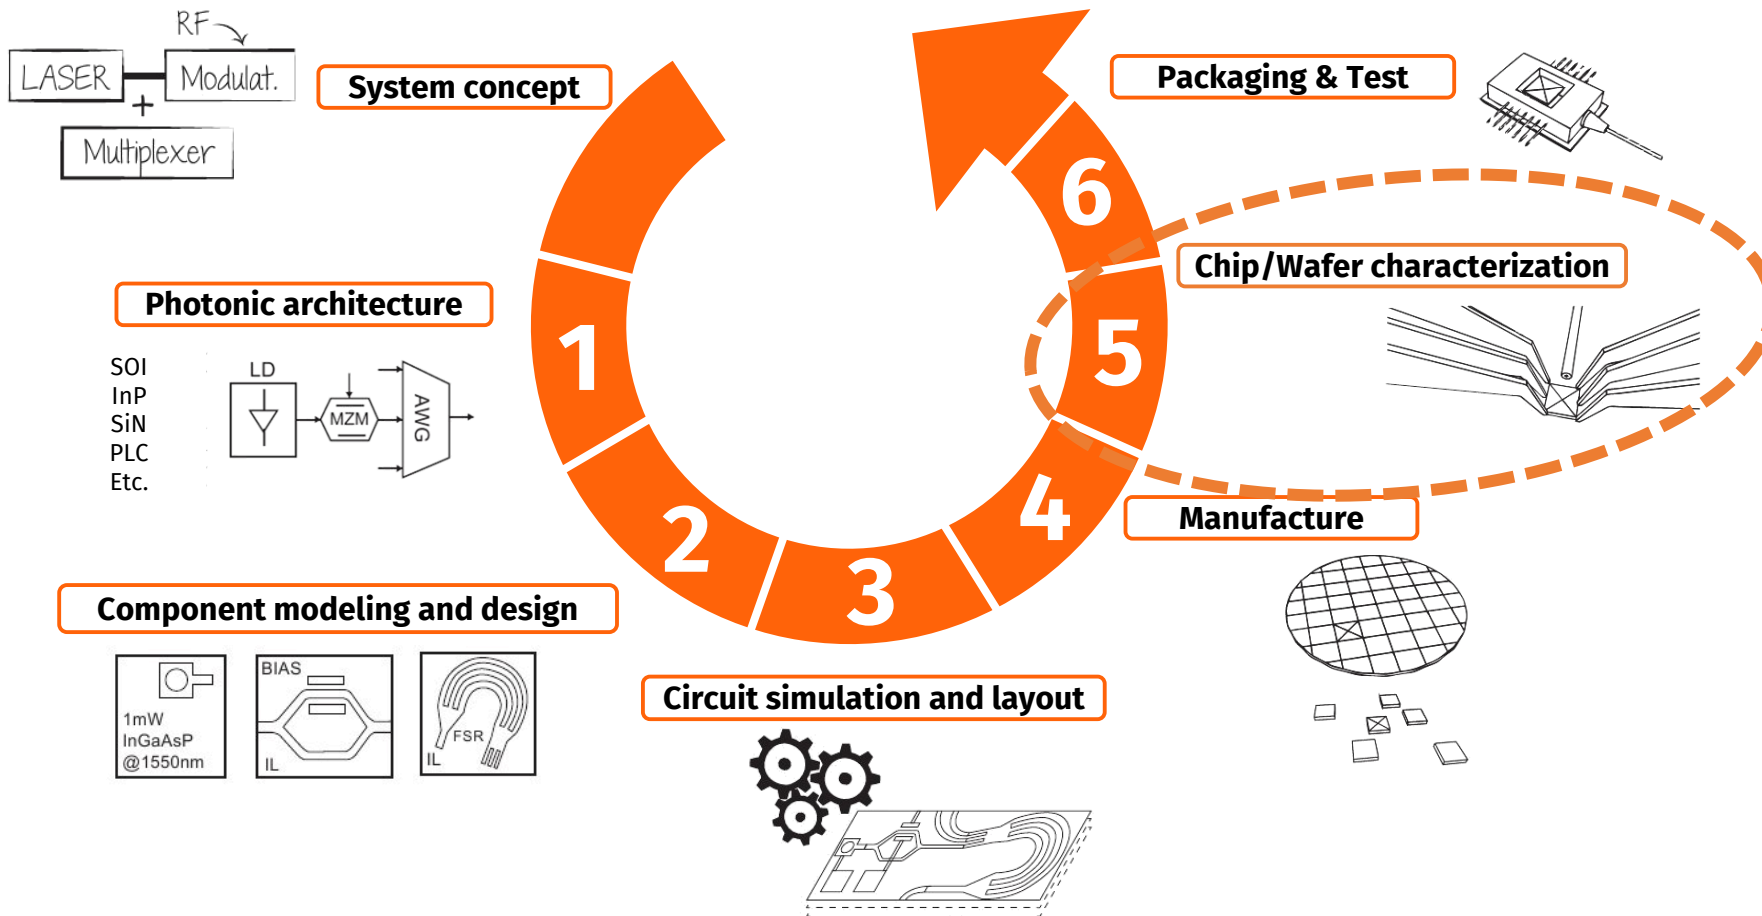 RF
LASER
Modulat.
+
Multiplexer
System concept
Photonic architecture
SOI
InP
SiN
PLC
Etc.
LD
MZM
AWG
Component modeling and design
1mW
InGaAsP
@1550nm
BIAS
IL
FSR
IL
Circuit simulation and layout
Manufacture
Chip/Wafer characterization
Packaging & Test
1
2
3
4
5
6